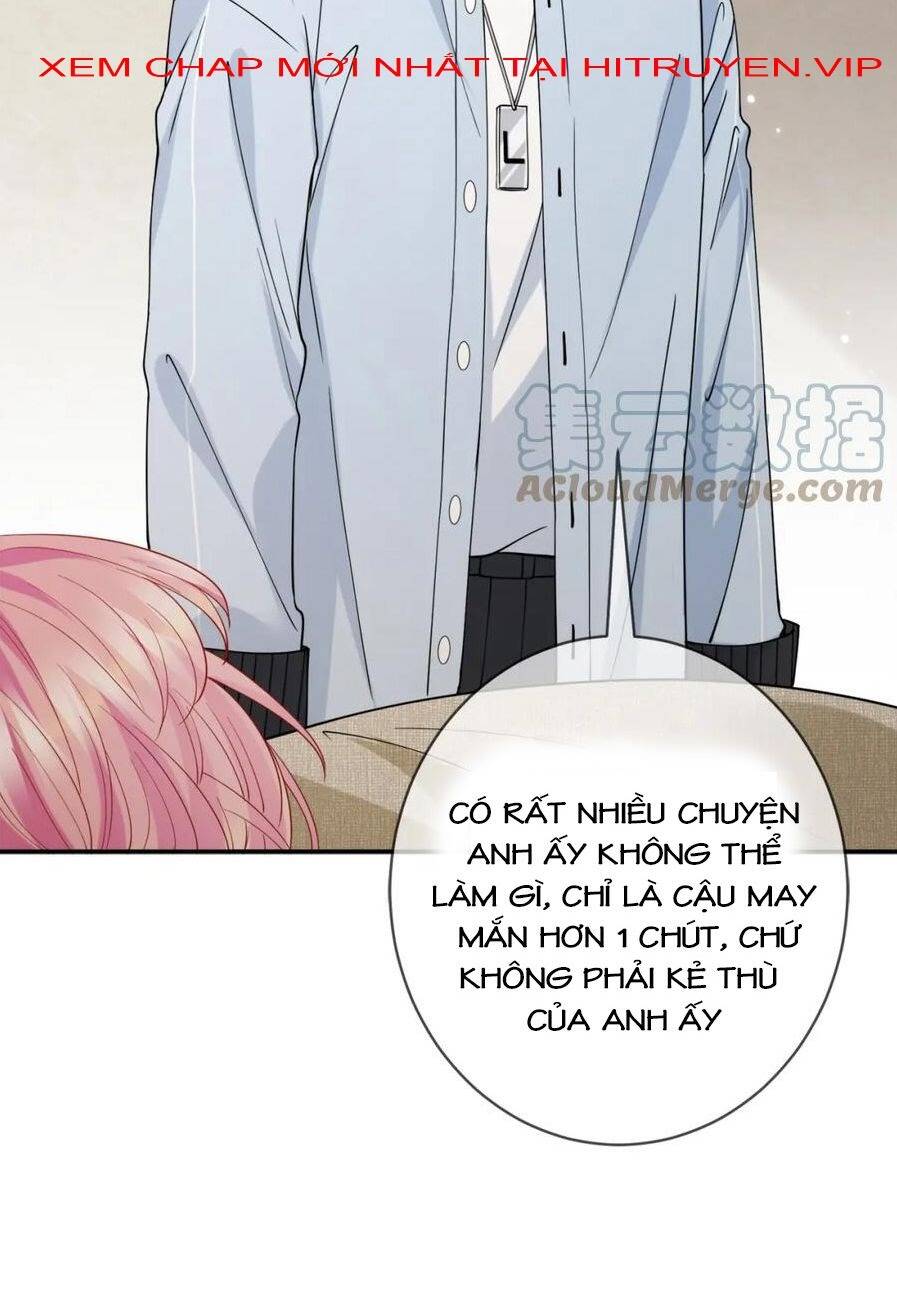 XEM CHAP MỚI NHẤT TẠI HITRUYEN.VIP
L
集云数据
ACloudMerge.com
CÓ RẤT NHIỀU CHUYỆN
ANH ẤY KHÔNG THỂ
LÀM GÌ, CHỈ LÀ CẬU MAY
MẮN HƠN 1 CHÚT, CHỨ
KHÔNG PHẢI KẺ THÙ
CỦA ANH ẤY